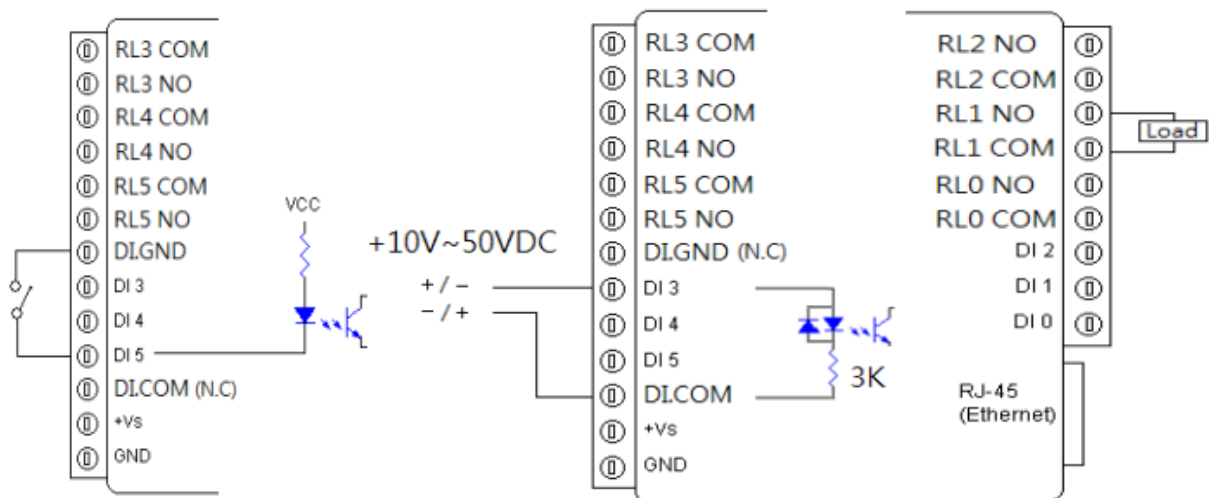 RL3 COM
RL3 NO
RL4 COM
RL4 NO
RL5 COM
RL5 NO
DI.GND
DI 3
DI 4
DI 5
DI.COM (N.C)
+Vs
GND
VCC
+10V~50VDC
+ / −
− / +
RL3 COM
RL3 NO
RL4 COM
RL4 NO
RL5 COM
RL5 NO
DI.GND (N.C)
DI 3
DI 4
DI 5
DI.COM
+Vs
GND
3K
RL2 NO
RL2 COM
RL1 NO
RL1 COM
RL0 NO
RL0 COM
DI 2
DI 1
DI 0
RJ-45
(Ethernet)
Load